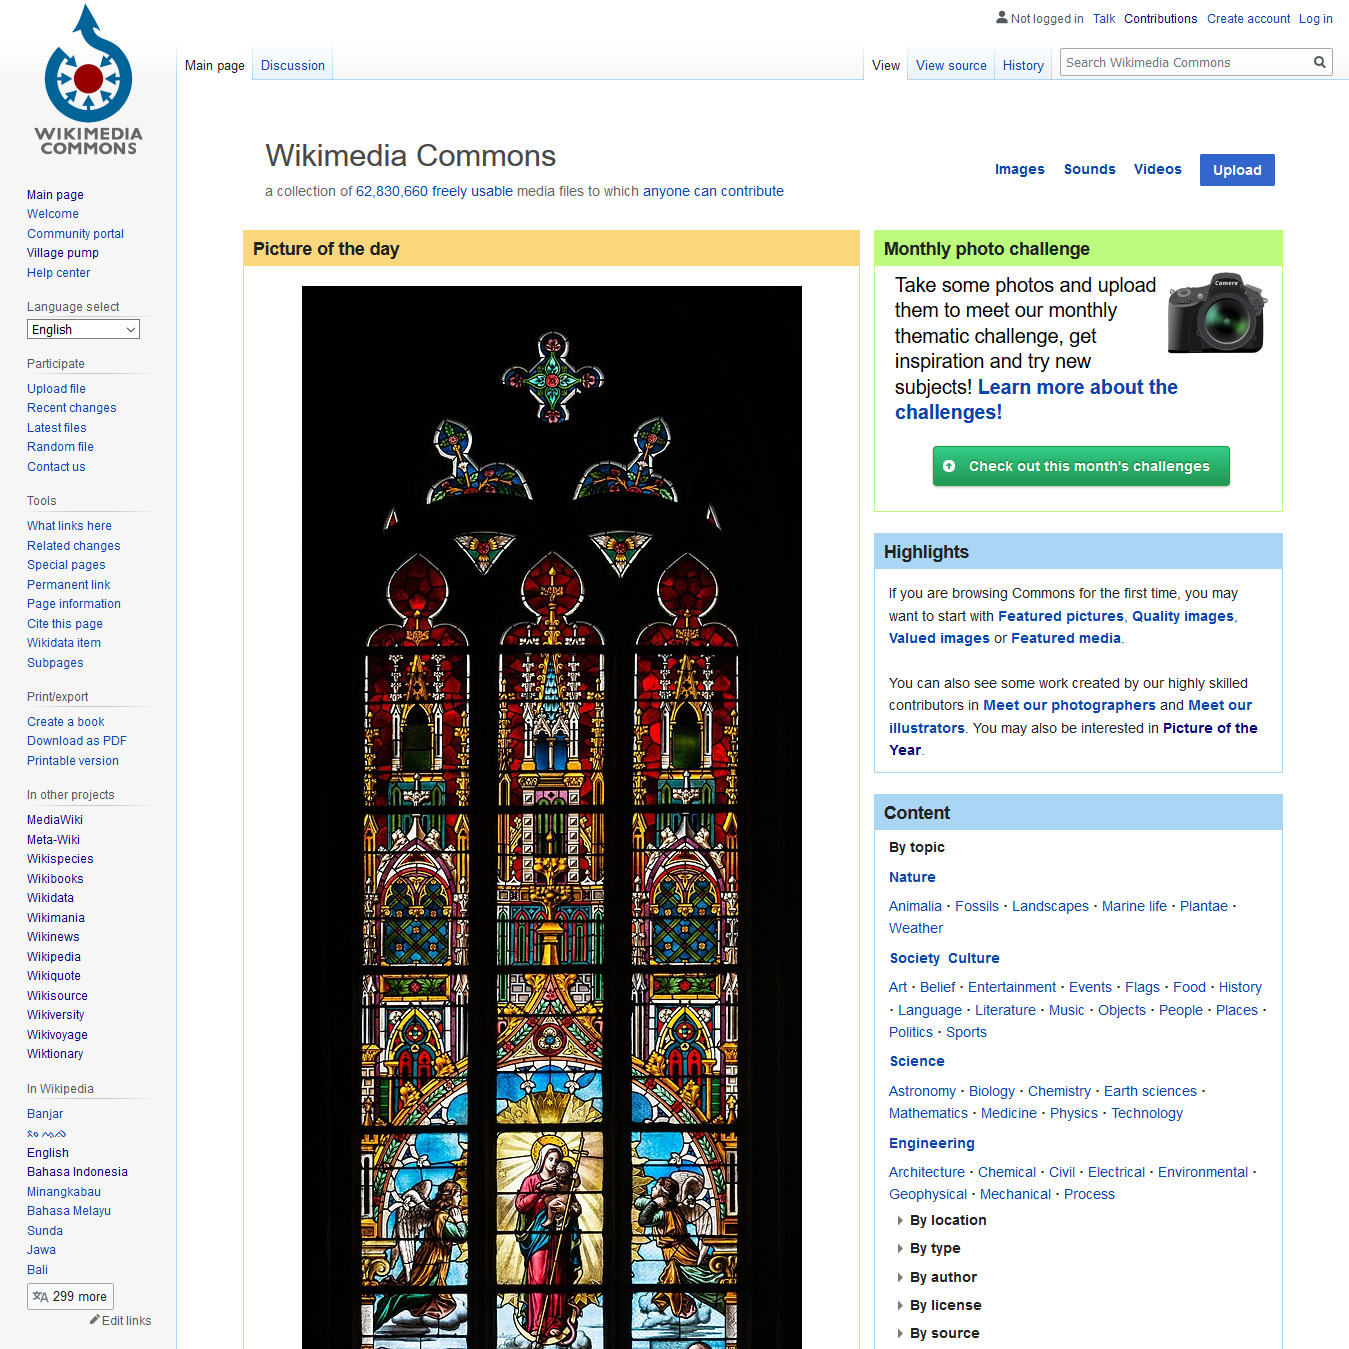 Not logged in Talk Contributions Create account Log in
Main page Discussion View View source History Search Wikimedia Commons
WIKIMEDIA
COMMONS
Main page
Welcome
Community portal
Village pump
Help center
Language select
English
Participate
Upload file
Recent changes
Latest files
Random file
Contact us
Tools
What links here
Related changes
Special pages
Permanent link
Page information
Cite this page
Wikidata item
Subpages
Print/export
Create a book
Download as PDF
Printable version
In other projects
MediaWiki
Meta-Wiki
Wikispecies
Wikibooks
Wikidata
Wikimania
Wikinews
Wikipedia
Wikiquote
Wikisource
Wikiversity
Wikivoyage
Wiktionary
In Wikipedia
Banjar
English
Bahasa Indonesia
Minangkabau
Bahasa Melayu
Sunda
Jawa
Bali
299 more
Edit links
Wikimedia Commons
a collection of 62,830,660 freely usable media files to which anyone can contribute
Images Sounds Videos Upload
Picture of the day
Monthly photo challenge
Take some photos and upload
them to meet our monthly
thematic challenge, get
inspiration and try new
subjects! Learn more about the
challenges!
Camera
Check out this month's challenges
Highlights
If you are browsing Commons for the first time, you may
want to start with Featured pictures, Quality images,
Valued images or Featured media.
You can also see some work created by our highly skilled
contributors in Meet our photographers and Meet our
illustrators. You may also be interested in Picture of the
Year.
Content
By topic
Nature
Animalia · Fossils · Landscapes · Marine life · Plantae ·
Weather
Society Culture
Art · Belief · Entertainment · Events · Flags · Food · History
· Language · Literature · Music · Objects · People · Places ·
Politics · Sports
Science
Astronomy · Biology · Chemistry · Earth sciences ·
Mathematics · Medicine · Physics · Technology
Engineering
Architecture · Chemical · Civil · Electrical · Environmental ·
Geophysical · Mechanical · Process
By location
By type
By author
By license
By source